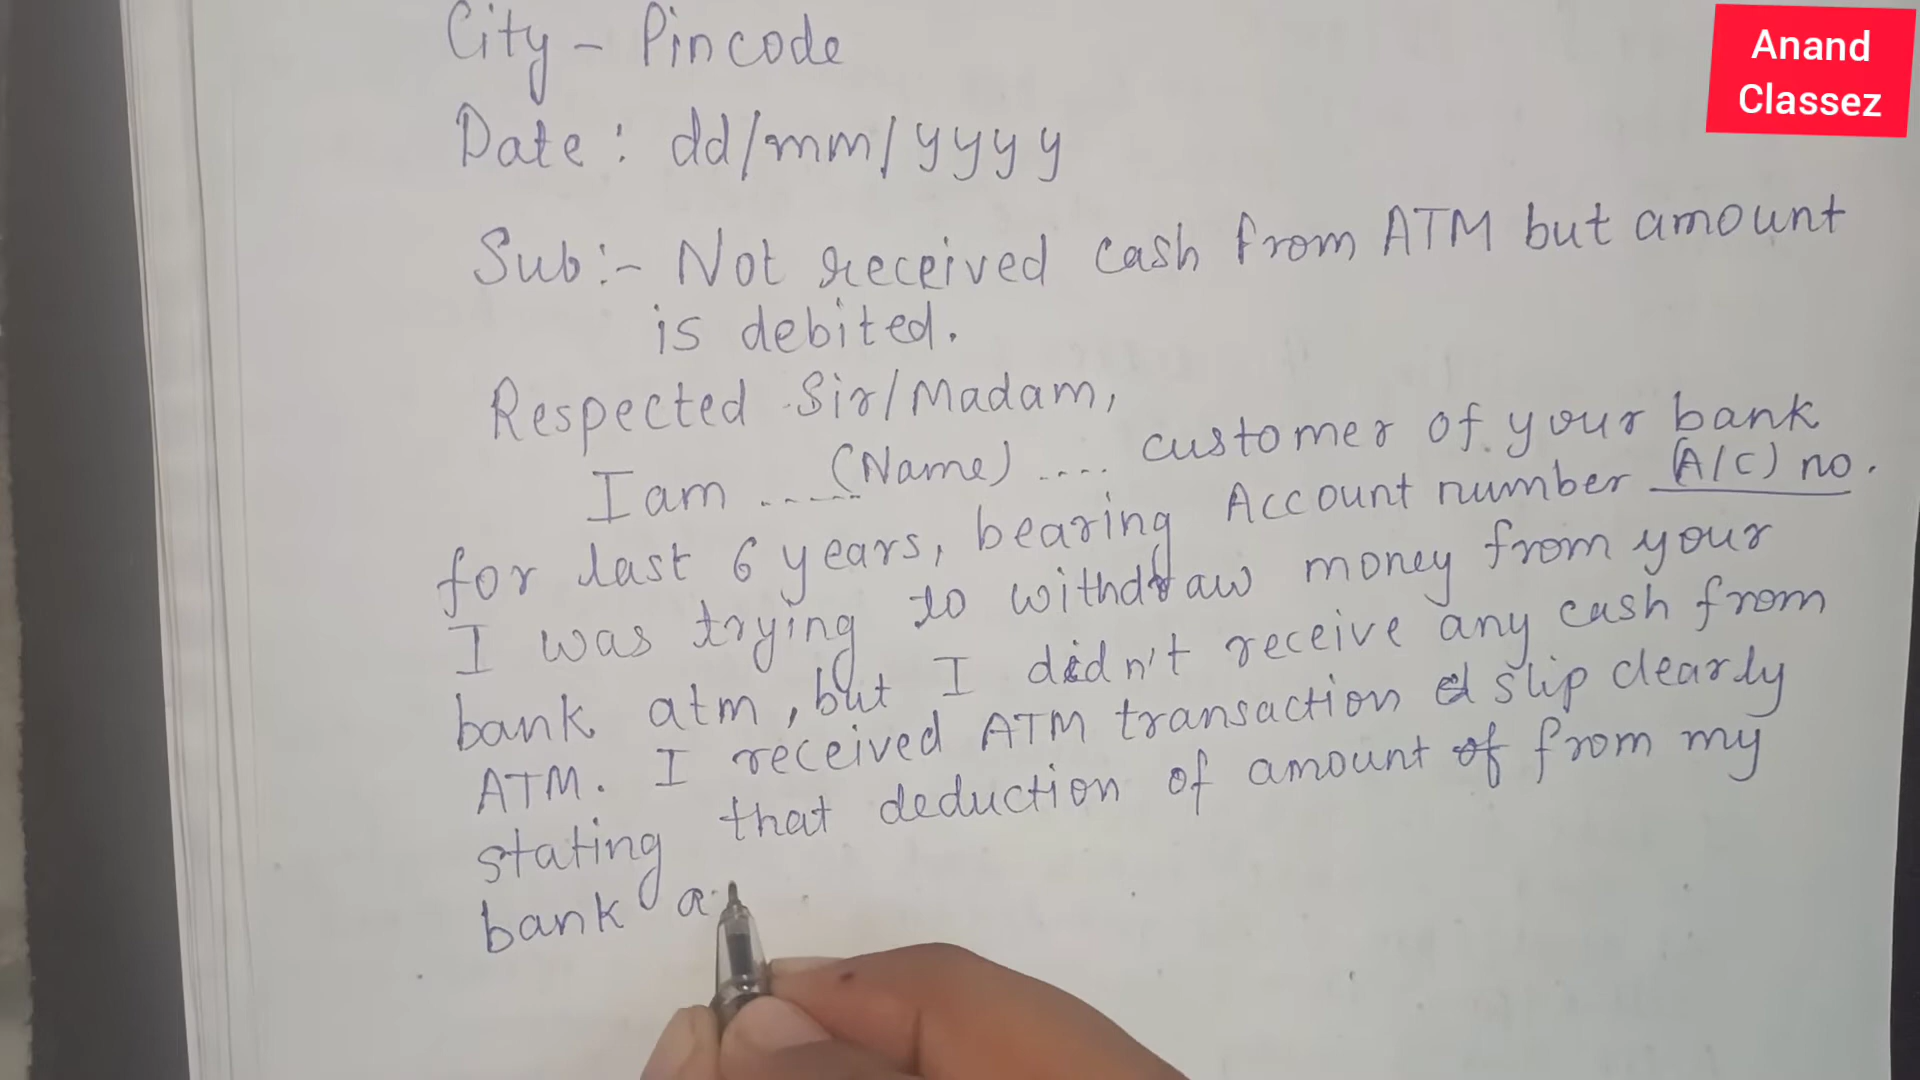 City - Pincode
Anand
Classez
Date : dd/mm/yyyy
Sub:- Not received cash from ATM but amount
is debited.
Respected Sir/Madam,
I am ...... (Name) .... customer of your bank
for last 6 years, bearing Account number (A/C) no.
I was trying to withdraw money from your
bank atm, but I didn't receive any cash from
ATM. I received ATM transaction slip clearly
stating that deduction of amount from my
bank a